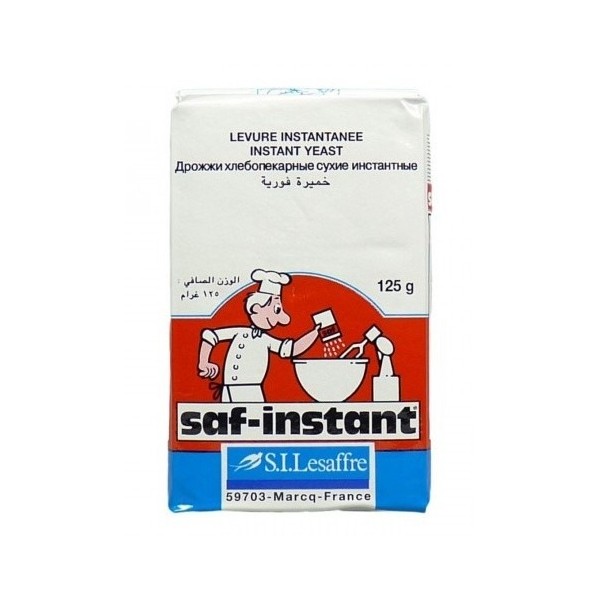 LEVURE INSTANTANEE
INSTANT YEAST
Дрожжи хлебопекарные сухие инстантные
خميرة فورية
الوزن الصافي :
١٢٥ غرام
125 g
saf-instant®
S.I.Lesaffre
59703-Marcq-France